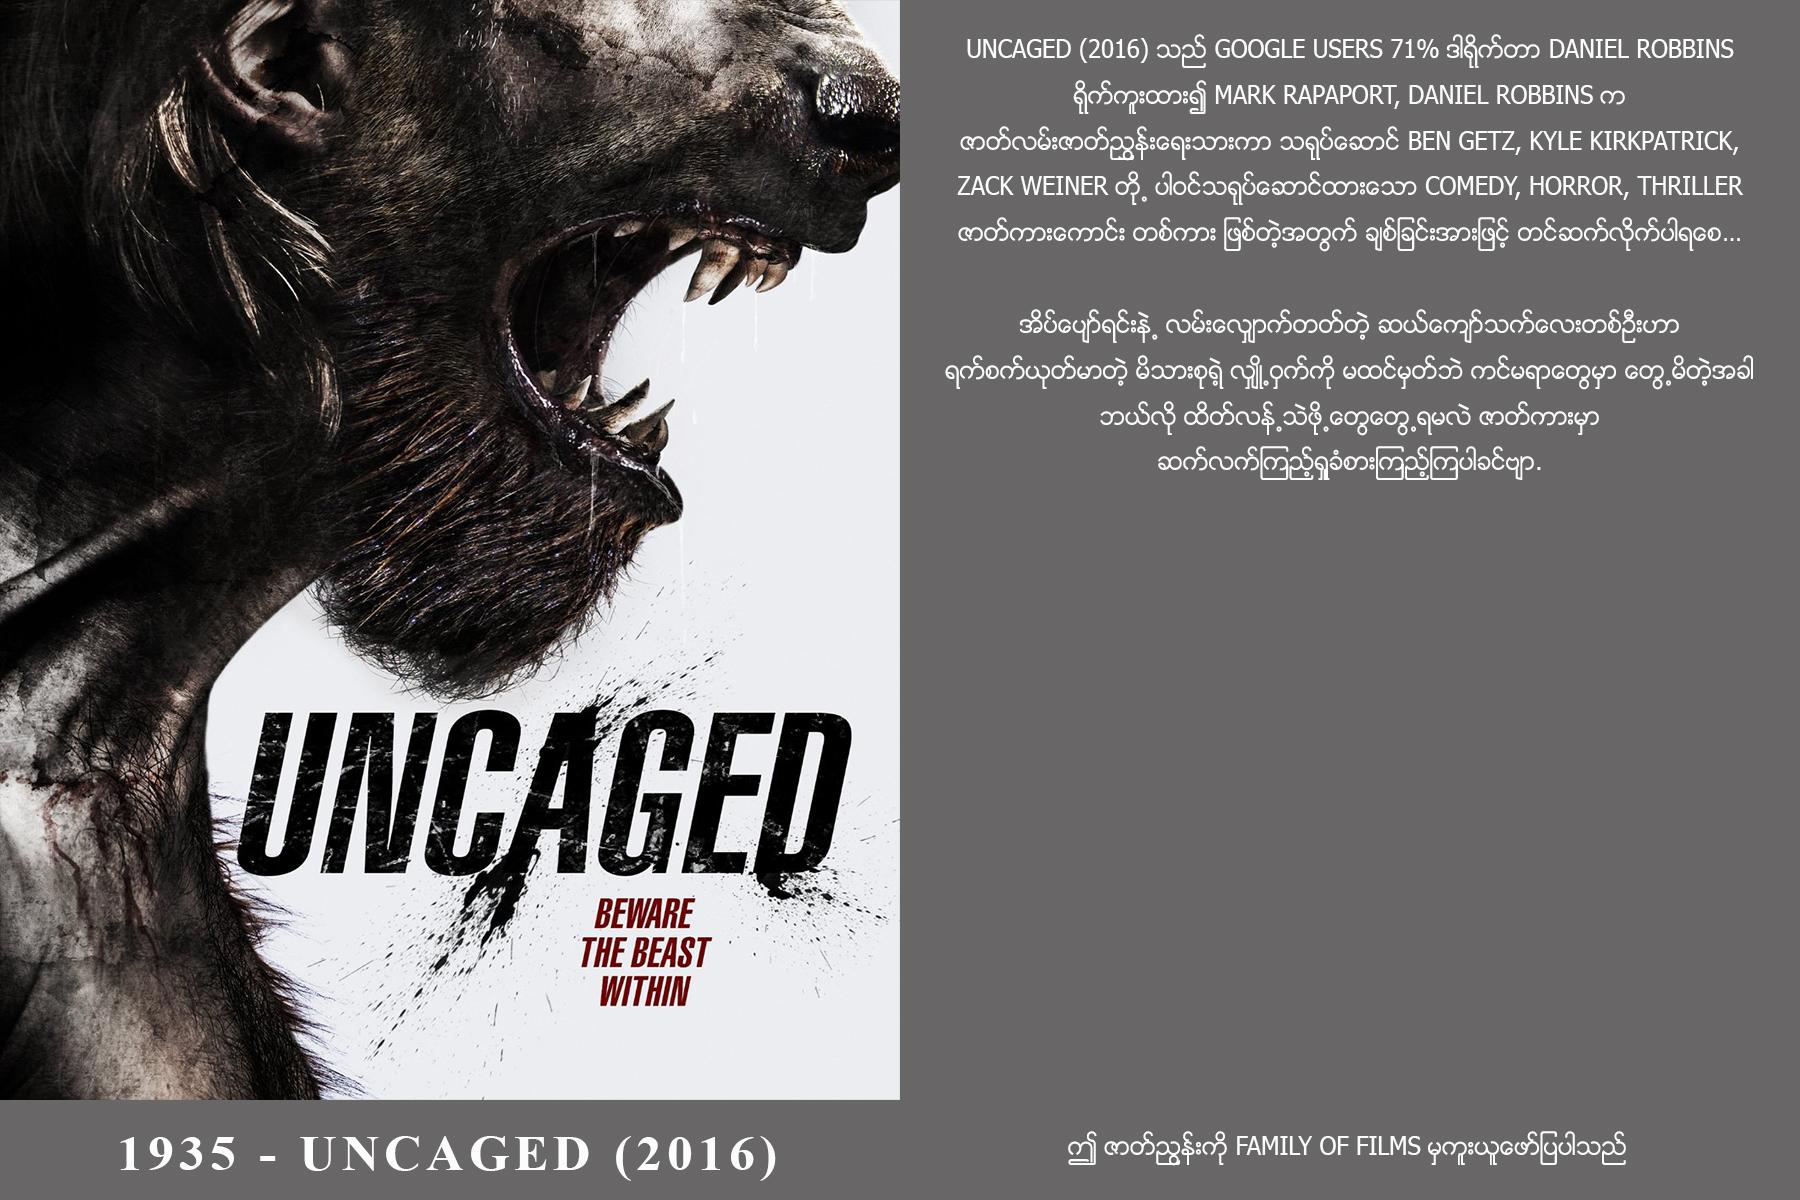 UNCAGED
BEWARE
THE BEAST
WITHIN
1935 - UNCAGED (2016)
UNCAGED (2016) သည် GOOGLE USERS 71% ဒါရိုက်တာ DANIEL ROBBINS
ရိုက်ကူးထား၍ MARK RAPAPORT, DANIEL ROBBINS က
ဇာတ်လမ်းဇာတ်ညွှန်းရေးသားကာ သရုပ်ဆောင် BEN GETZ, KYLE KIRKPATRICK,
ZACK WEINER တို့ ပါဝင်သရုပ်ဆောင်ထားသော COMEDY, HORROR, THRILLER
ဇာတ်ကားကောင်း တစ်ကား ဖြစ်တဲ့အတွက် ချစ်ခြင်းအားဖြင့် တင်ဆက်လိုက်ပါရစေ...
အိပ်ပျော်ရင်းနဲ့ လမ်းလျှောက်တတ်တဲ့ ဆယ်ကျော်သက်လေးတစ်ဦးဟာ
ရက်စက်ယုတ်မာတဲ့ မိသားစုရဲ့ လျှို့ဝှက်ကို မထင်မှတ်ဘဲ ကင်မရာတွေမှာ တွေ့မိတဲ့အခါ
ဘယ်လို ထိတ်လန့်သဲဖို့တွေတွေ့ရမလဲ ဇာတ်ကားမှာ
ဆက်လက်ကြည့်ရှုခံစားကြည့်ကြပါခင်ဗျာ.
ဤ ဇာတ်ညွှန်းကို FAMILY OF FILMS မှကူးယူဖော်ပြပါသည်